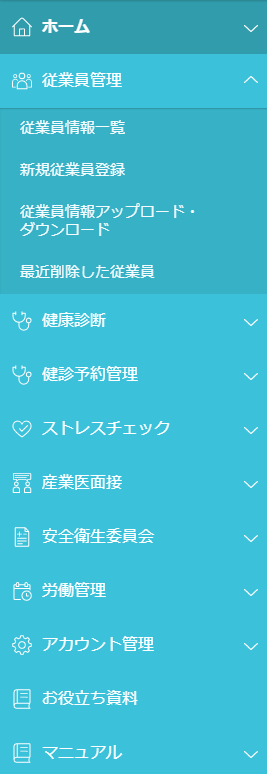 ホーム
従業員管理
従業員情報一覧
新規従業員登録
従業員情報アップロード・
ダウンロード
最近削除した従業員
健康診断
健診予約管理
ストレスチェック
産業医面接
安全衛生委員会
労働管理
アカウント管理
お役立ち資料
マニュアル